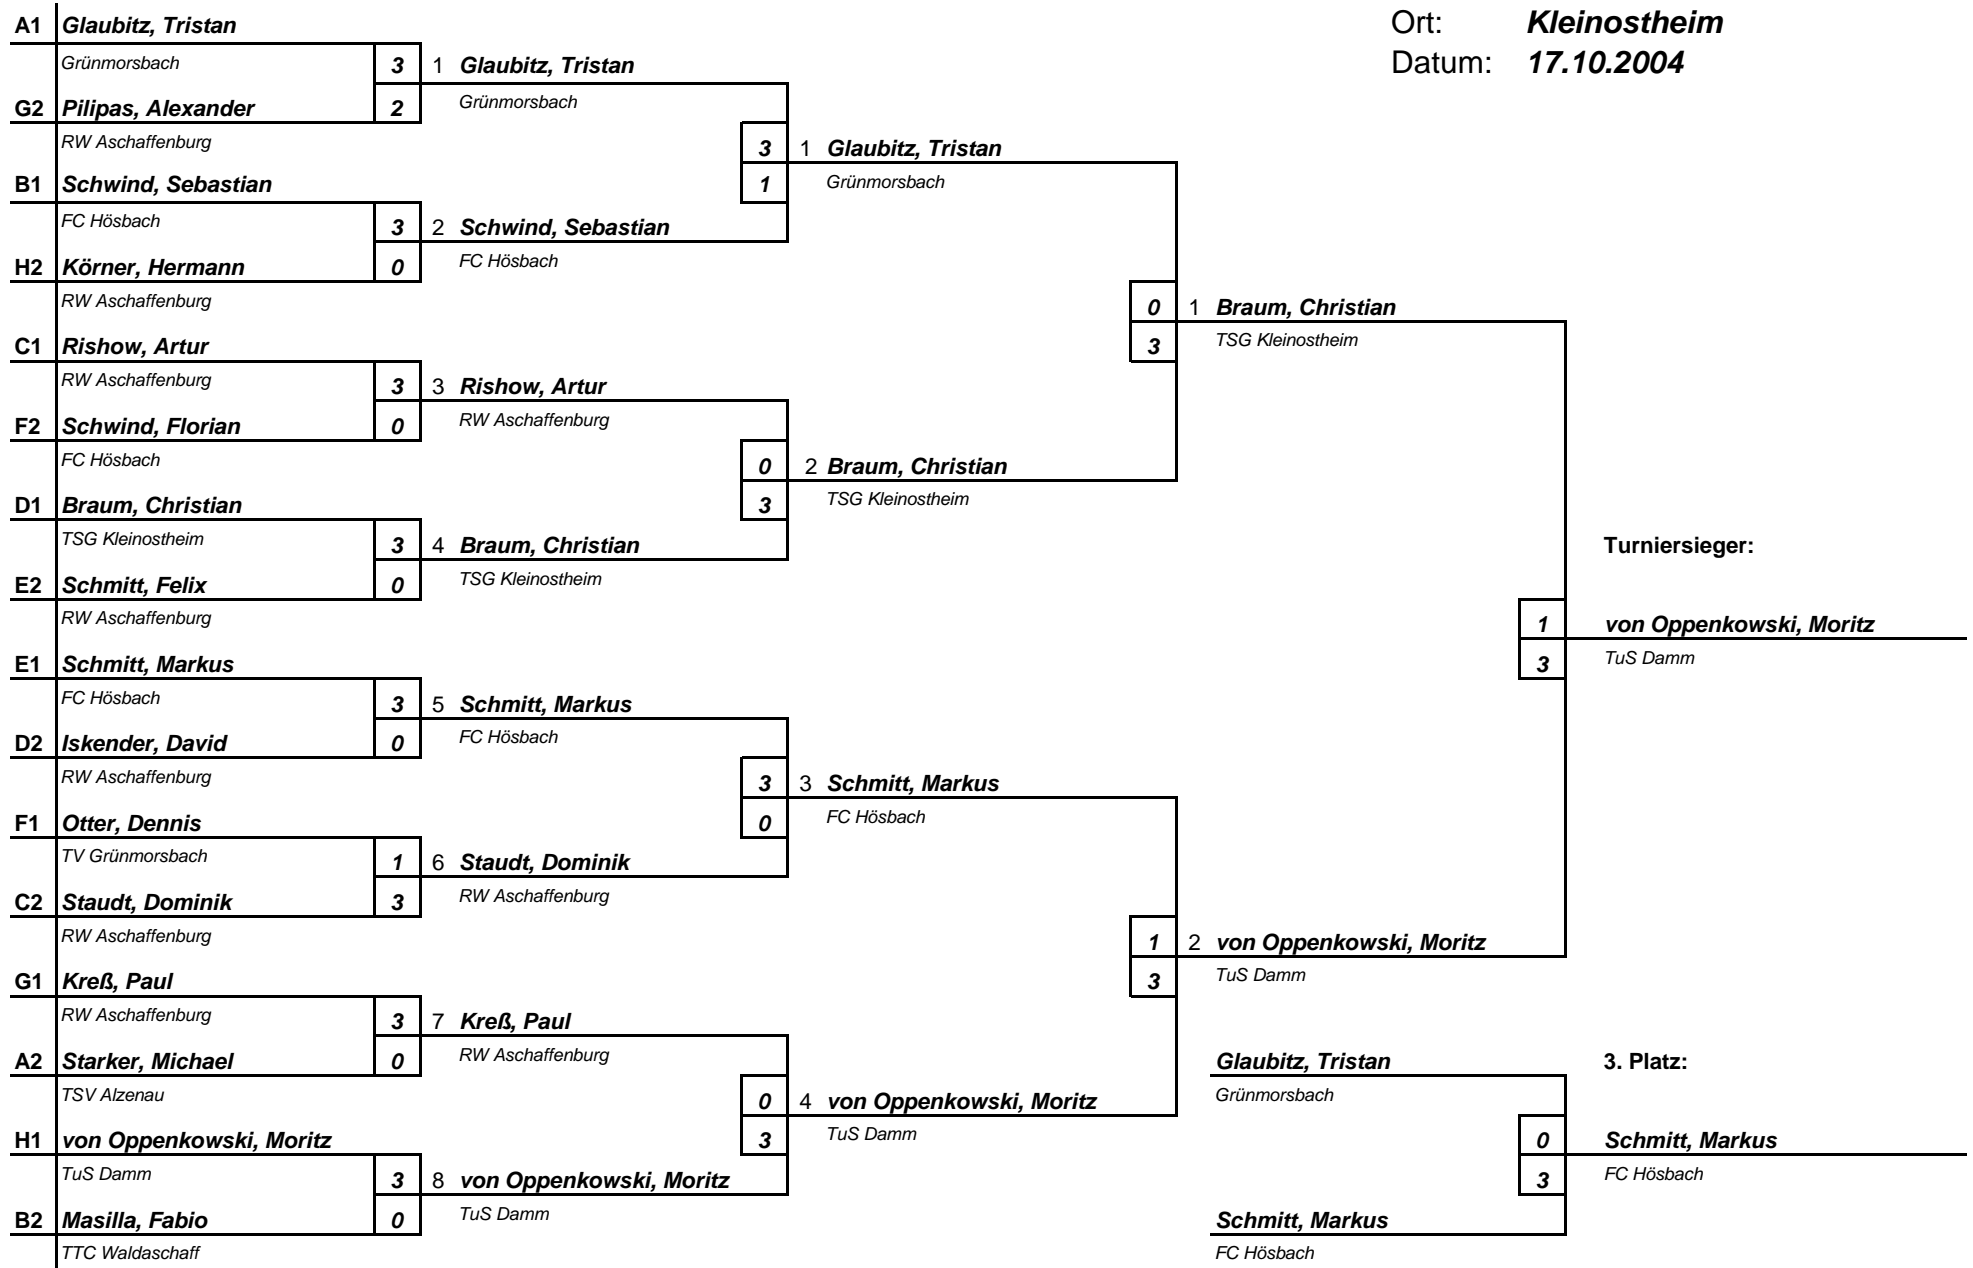 Ort: Kleinostheim
Datum: 17.10.2004
A1 Glaubitz, Tristan
Grünmorsbach 3 1 Glaubitz, Tristan
G2 Pilipas, Alexander 2 Grünmorsbach
RW Aschaffenburg 3 1 Glaubitz, Tristan
B1 Schwind, Sebastian 1 Grünmorsbach
FC Hösbach 3 2 Schwind, Sebastian
H2 Körner, Hermann 0 FC Hösbach
RW Aschaffenburg 0 1 Braum, Christian
C1 Rishow, Artur 3 TSG Kleinostheim
RW Aschaffenburg 3 3 Rishow, Artur
F2 Schwind, Florian 0 RW Aschaffenburg
FC Hösbach 0 2 Braum, Christian
D1 Braum, Christian 3 TSG Kleinostheim
TSG Kleinostheim 3 4 Braum, Christian Turniersieger:
E2 Schmitt, Felix 0 TSG Kleinostheim
RW Aschaffenburg 1 von Oppenkowski, Moritz
E1 Schmitt, Markus 3 TuS Damm
FC Hösbach 3 5 Schmitt, Markus
D2 Iskender, David 0 FC Hösbach
RW Aschaffenburg 3 3 Schmitt, Markus
F1 Otter, Dennis 0 FC Hösbach
TV Grünmorsbach 1 6 Staudt, Dominik
C2 Staudt, Dominik 3 RW Aschaffenburg
RW Aschaffenburg 1 2 von Oppenkowski, Moritz
G1 Kreß, Paul 3 TuS Damm
RW Aschaffenburg 3 7 Kreß, Paul
A2 Starker, Michael 0 RW Aschaffenburg Glaubitz, Tristan 3. Platz:
TSV Alzenau 0 4 von Oppenkowski, Moritz Grünmorsbach
H1 von Oppenkowski, Moritz 3 TuS Damm 0 Schmitt, Markus
TuS Damm 3 8 von Oppenkowski, Moritz 3 FC Hösbach
B2 Masilla, Fabio 0 TuS Damm Schmitt, Markus
TTC Waldaschaff FC Hösbach